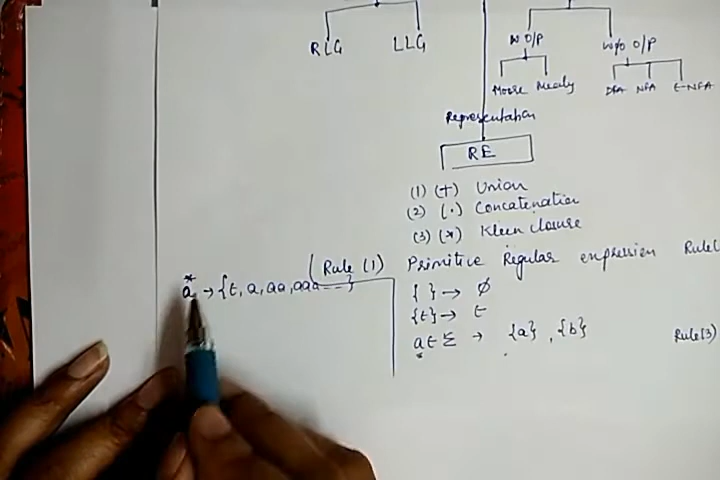 RLG LLG
W O/P W/o O/P
Moore Mealy DFA NFA ε-NFA
Representation
RE
(1) (+) Union
(2) (.) Concatenation
(3) (*) Kleen closure
Rule (1) Primitive Regular expression Rule(
a* → {ε, a, aa, aaa --}
{ } → ϕ
{ε} → ε
a ∈ Σ → {a} , {b} Rule(3)
*